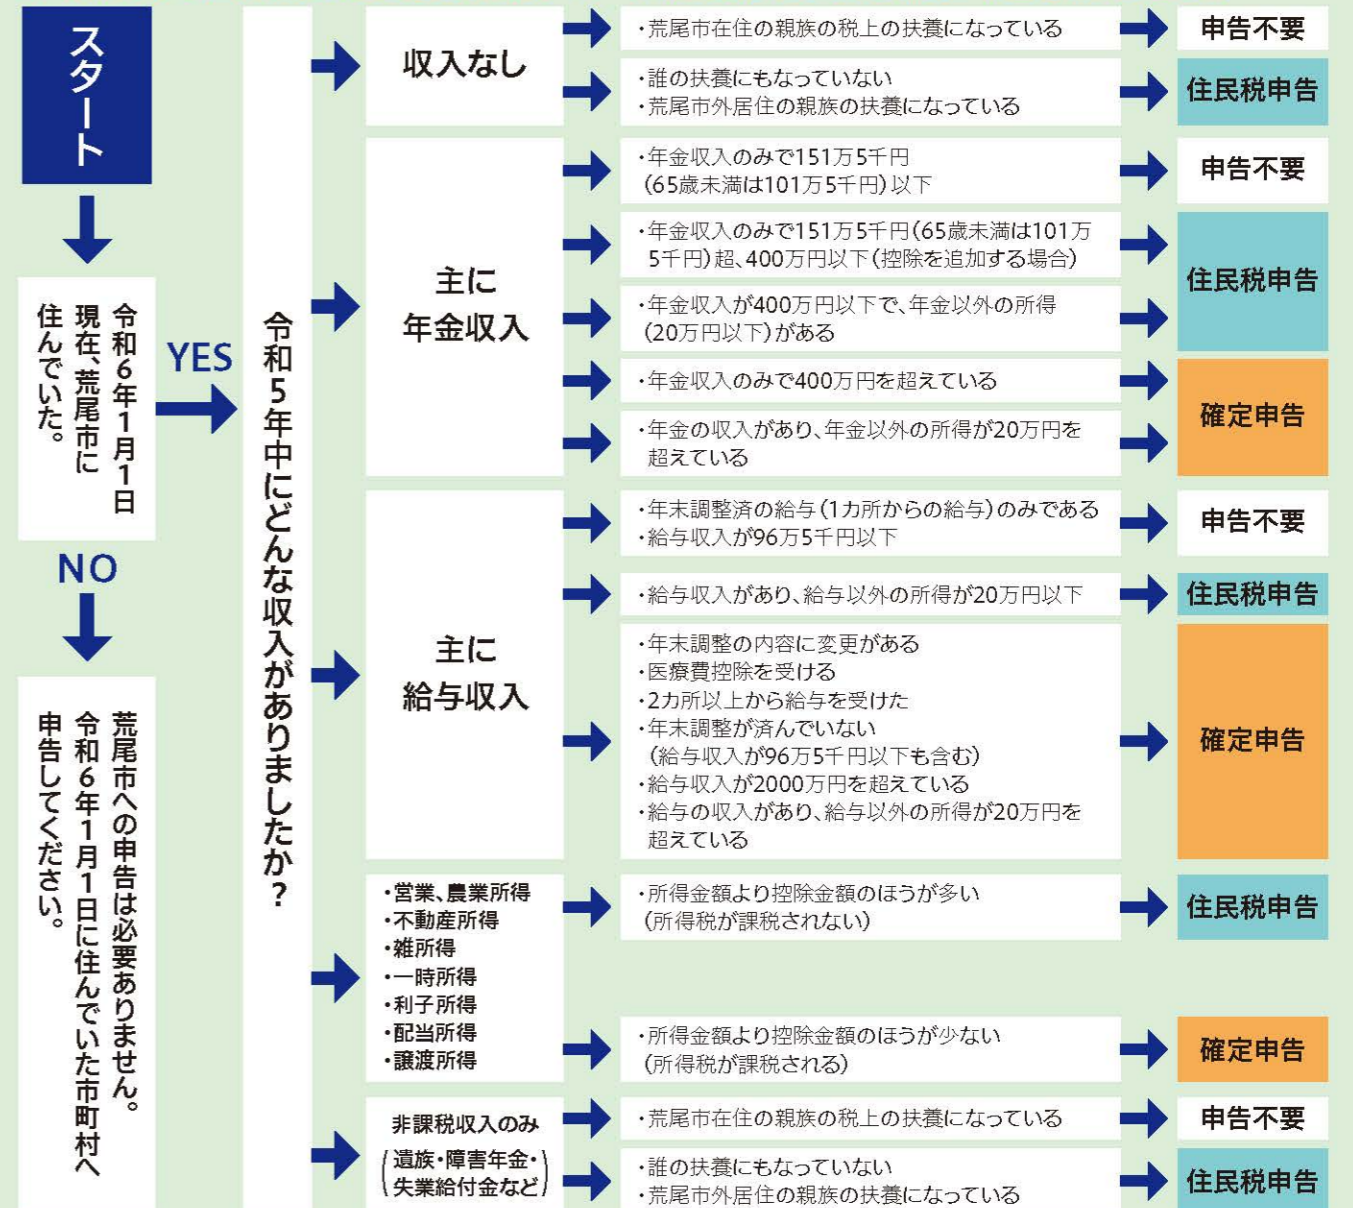 スタート
令和6年1月1日
現在、荒尾市に
住んでいた。
YES
NO
荒尾市への申告は必要ありません。
令和6年1月1日に住んでいた市町村へ
申告してください。
令和5年中にどんな収入がありましたか？
収入なし
・荒尾市在住の親族の税上の扶養になっている
申告不要
・誰の扶養にもなっていない
・荒尾市外居住の親族の扶養になっている
住民税申告
主に
年金収入
・年金収入のみで151万5千円
(65歳未満は101万5千円)以下
申告不要
・年金収入のみで151万5千円(65歳未満は101万
5千円)超、400万円以下(控除を追加する場合)
・年金収入が400万円以下で、年金以外の所得
(20万円以下)がある
住民税申告
・年金収入のみで400万円を超えている
・年金の収入があり、年金以外の所得が20万円を
超えている
確定申告
主に
給与収入
・年末調整済の給与(1カ所からの給与)のみである
・給与収入が96万5千円以下
申告不要
・給与収入があり、給与以外の所得が20万円以下
住民税申告
・年末調整の内容に変更がある
・医療費控除を受ける
・2カ所以上から給与を受けた
・年末調整が済んでいない
(給与収入が96万5千円以下も含む)
・給与収入が2000万円を超えている
・給与の収入があり、給与以外の所得が20万円を
超えている
確定申告
・営業、農業所得
・不動産所得
・雑所得
・一時所得
・利子所得
・配当所得
・譲渡所得
・所得金額より控除金額のほうが多い
(所得税が課税されない)
住民税申告
・所得金額より控除金額のほうが少ない
(所得税が課税される)
確定申告
非課税収入のみ
(遺族・障害年金・
失業給付金など)
・荒尾市在住の親族の税上の扶養になっている
申告不要
・誰の扶養にもなっていない
・荒尾市外居住の親族の扶養になっている
住民税申告